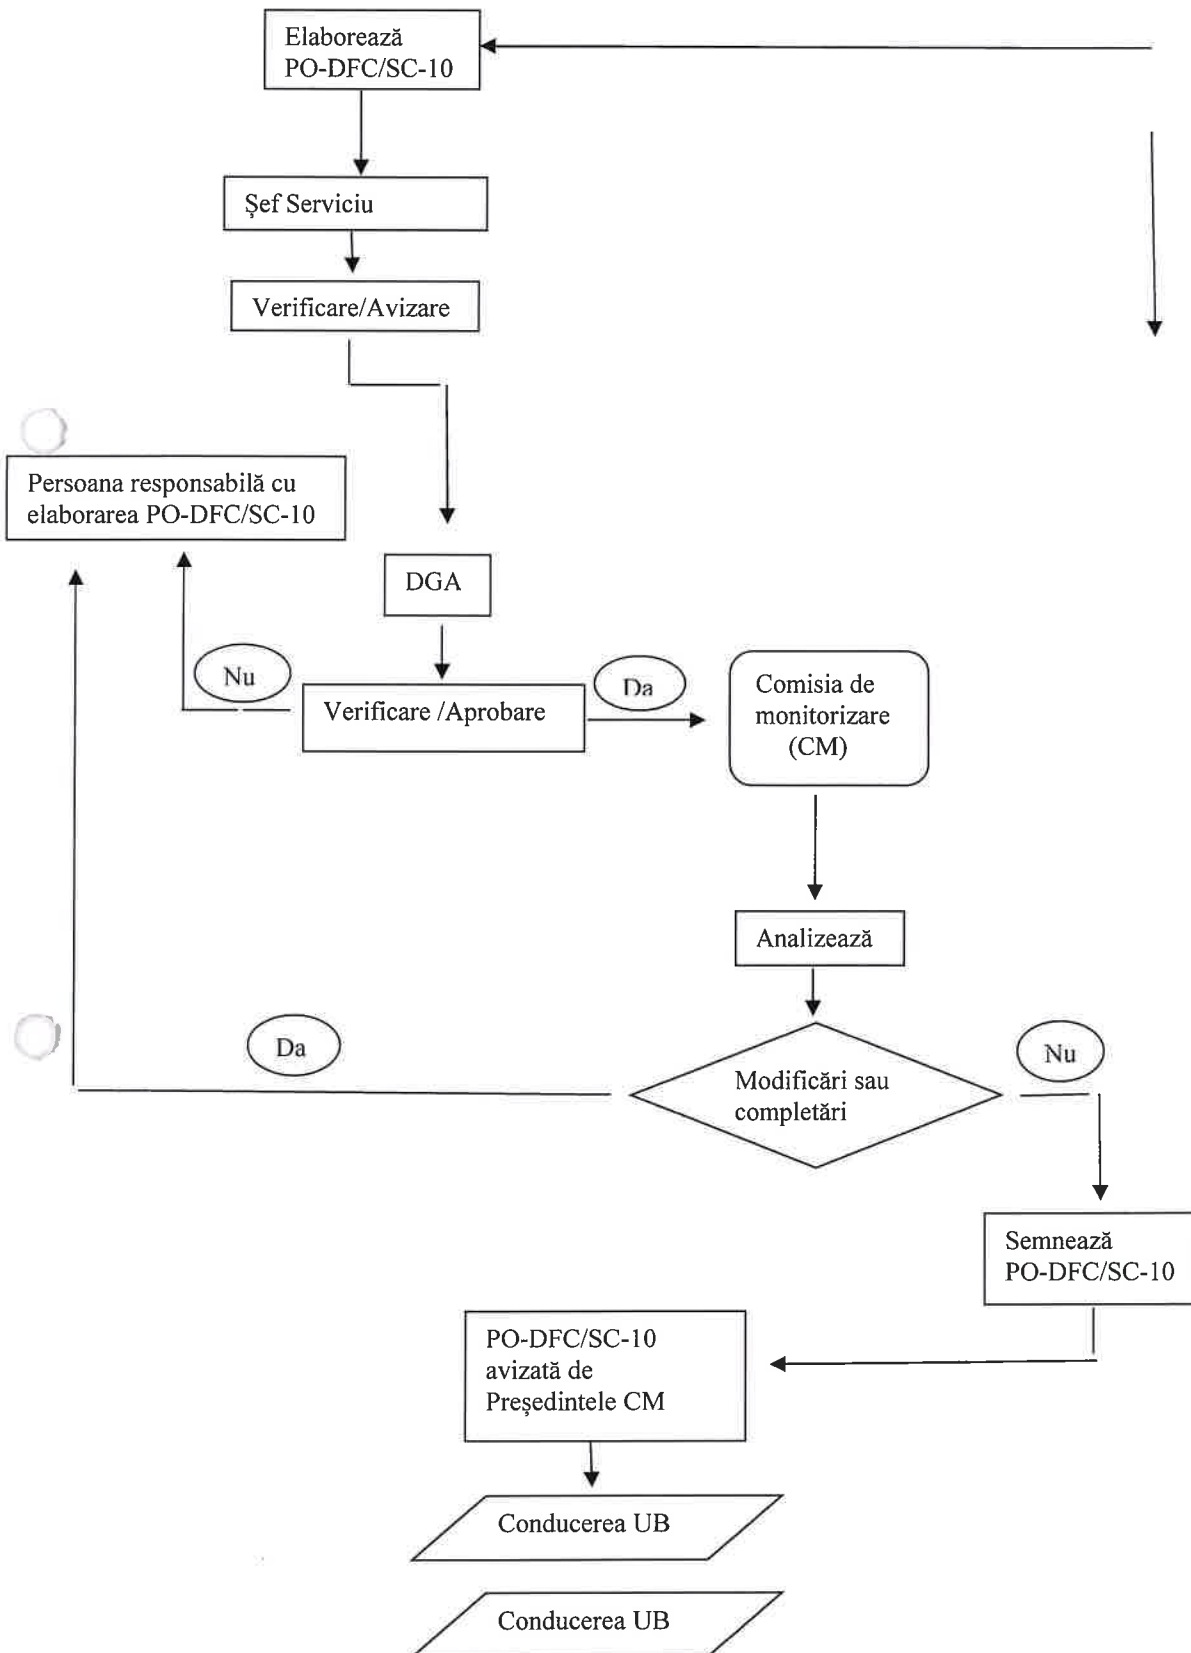 Elaborează
PO-DFC/SC-10
Şef Serviciu
Verificare/Avizare
Persoana responsabilă cu
elaborarea PO-DFC/SC-10
DGA
Nu
Verificare /Aprobare
Da
Comisia de
monitorizare
(CM)
Analizează
Da
Modificări sau
completări
Nu
Semnează
PO-DFC/SC-10
PO-DFC/SC-10
avizată de
Preşedintele CM
Conducerea UB
Conducerea UB